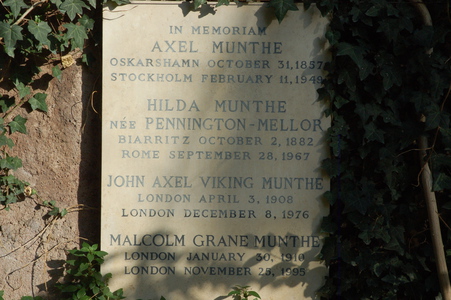 IN MEMORIAM
AXEL MUNTHE
OSKARSHAMN OCTOBER 31, 1857
STOCKHOLM FEBRUARY 11, 1949
HILDA MUNTHE
NÉE PENNINGTON-MELLOR
BIARRITZ OCTOBER 2, 1882
ROME SEPTEMBER 28, 1967
JOHN AXEL VIKING MUNTHE
LONDON APRIL 3, 1908
LONDON DECEMBER 8, 1976
MALCOLM GRANE MUNTHE
LONDON JANUARY 30, 1910
LONDON NOVEMBER 25, 1995